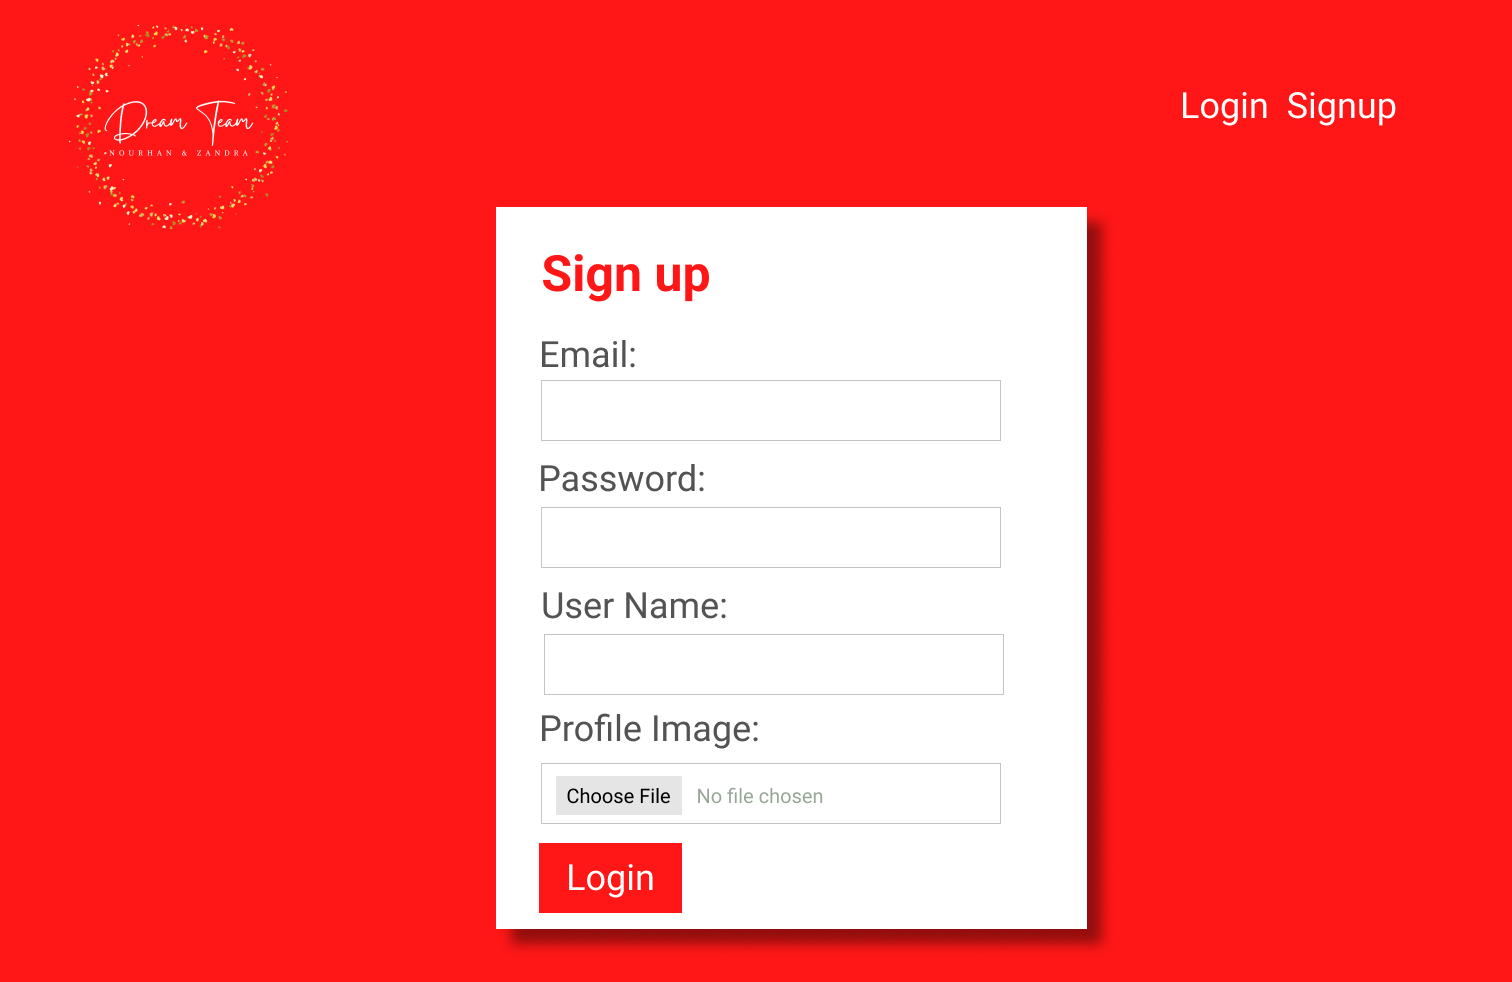 Dream Team
NOURHAN & ZANDRA
Login Signup
Sign up
Email:
Password:
User Name:
Profile Image:
Choose File No file chosen
Login